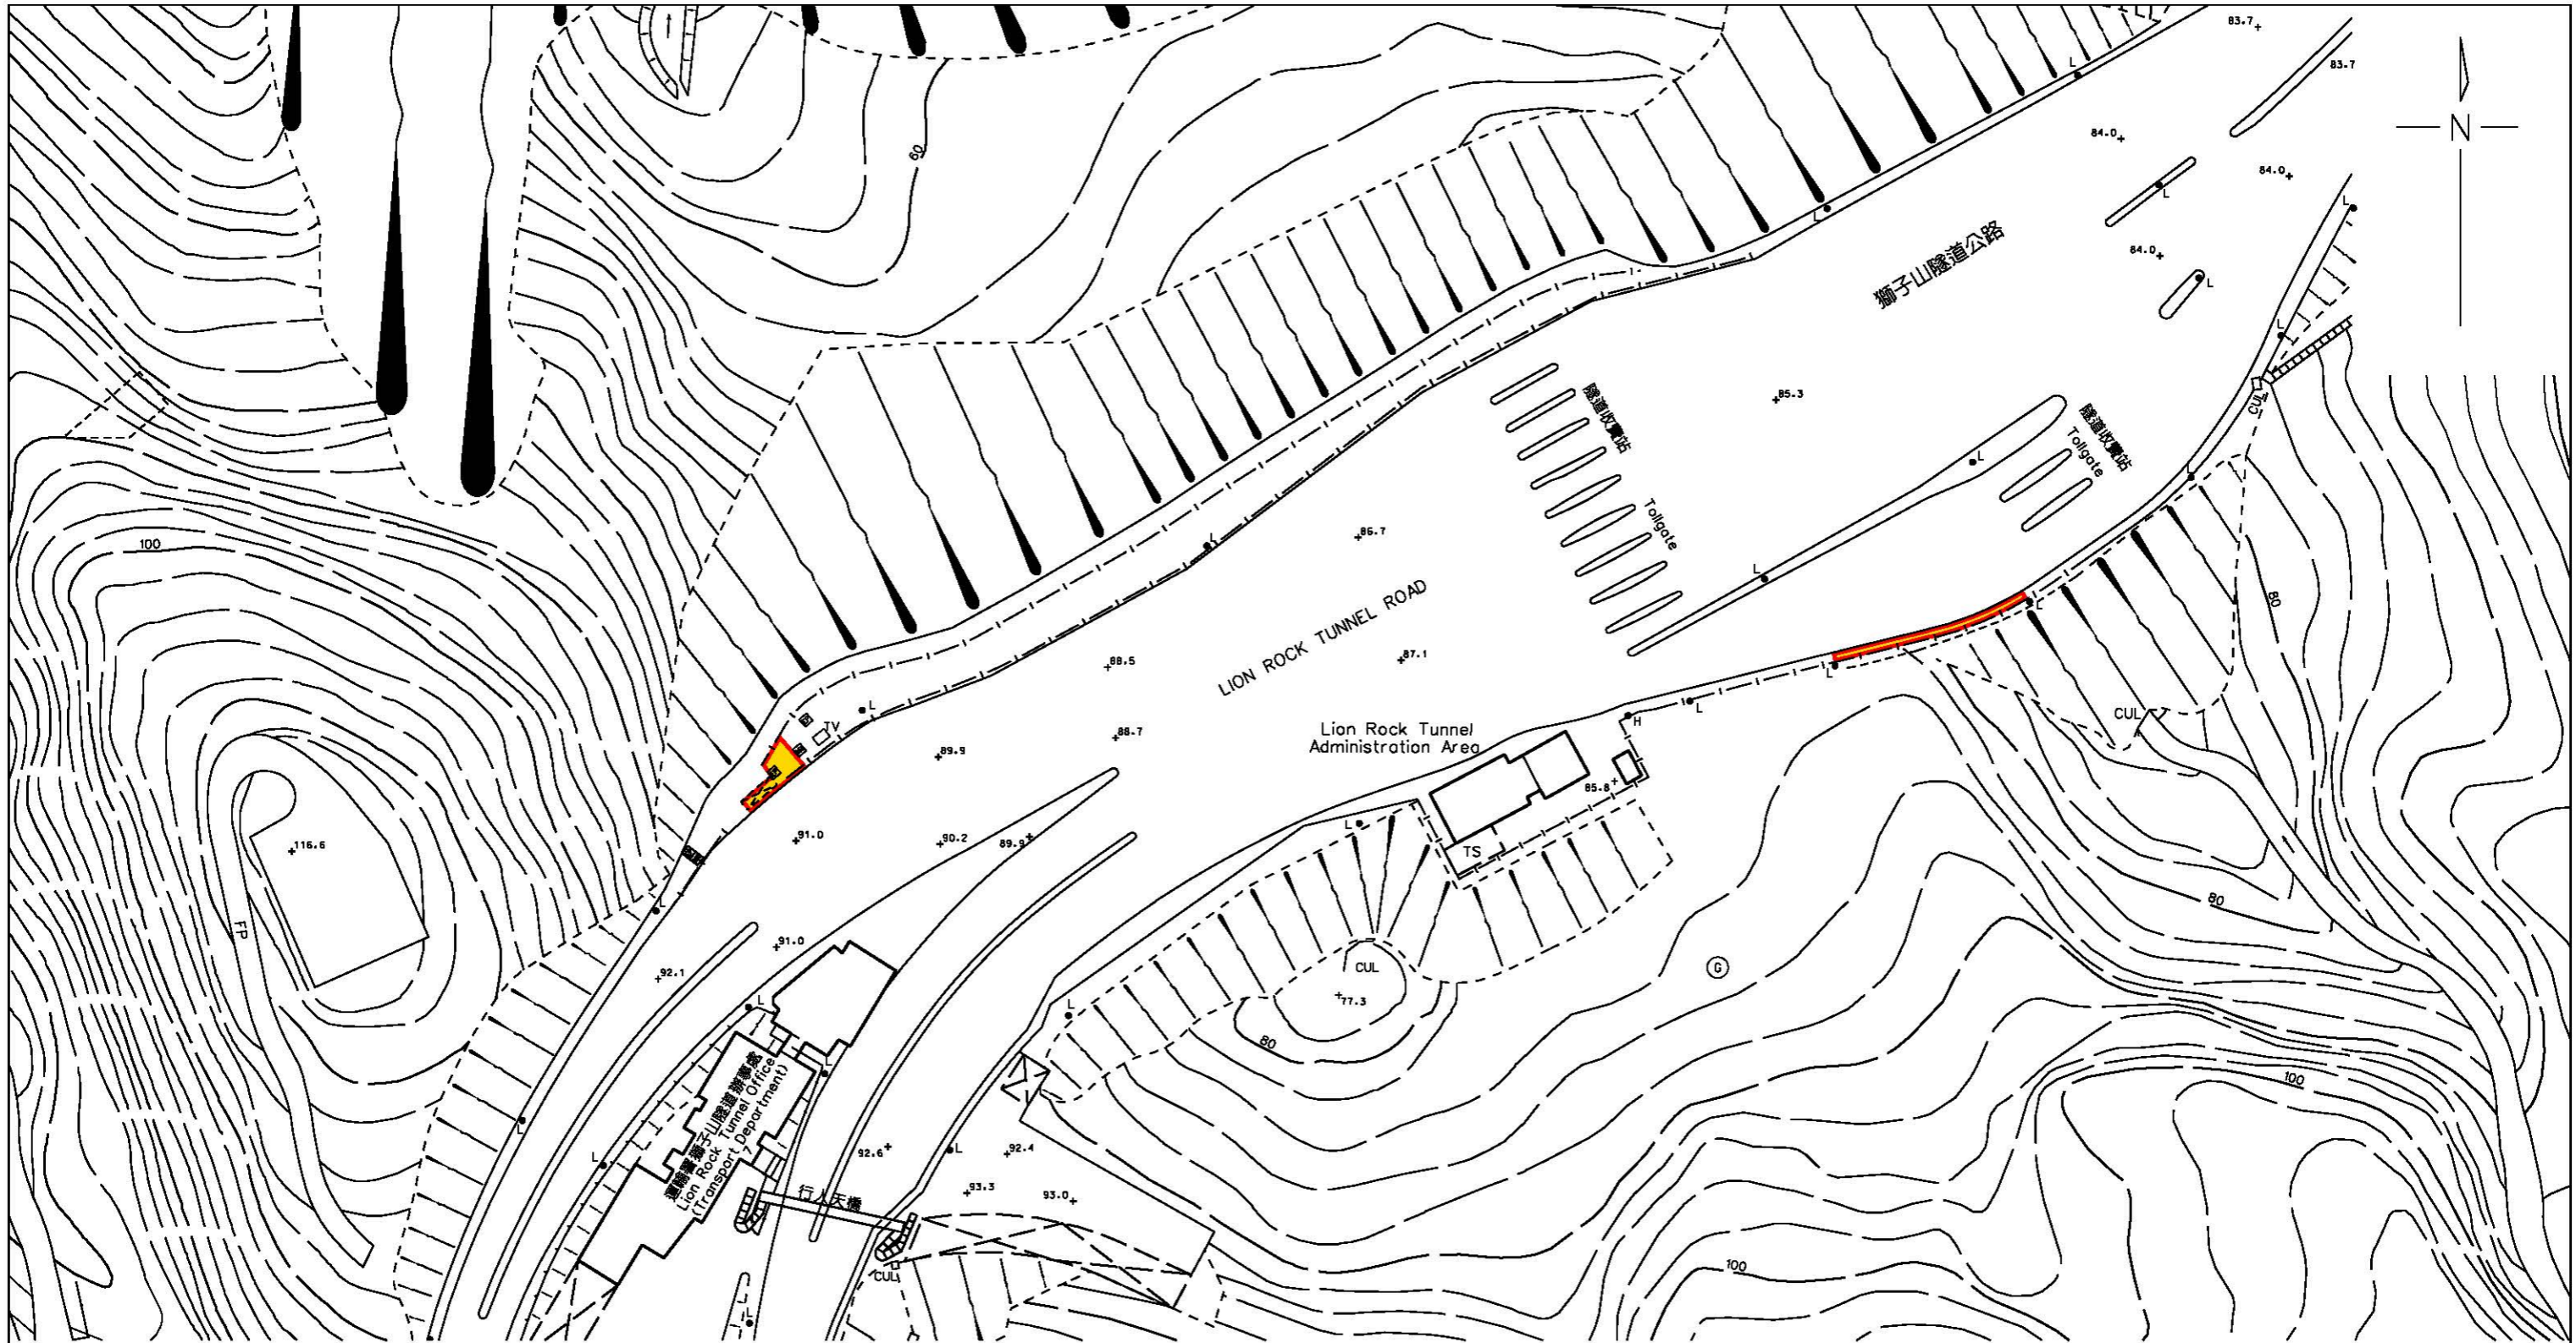 83.7
83.7
L
N
84.0
60
84.0
L
L
L
84.0
獅子山隧道公路
L
L
85.3
隧道收費站
Tollgate
CUL
隧道收費站
Tollgate
L
L
86.7
L
100
L
80
LION ROCK TUNNEL ROAD
L
87.1
88.5
L
L
L
CUL
H
TV
88.7
89.9
Lion Rock Tunnel
Administration Area
85.8
L
91.0
90.2
89.9
116.6
TS
80
L
FP
91.0
92.1
CUL
G
77.3
L
L
80
L
運輸署獅子山隧道辦事處
Lion Rock Tunnel Office
(Transport Department)
7
100
L
L
92.6
L
92.4
93.3
93.0
行人天橋
CUL
100
L